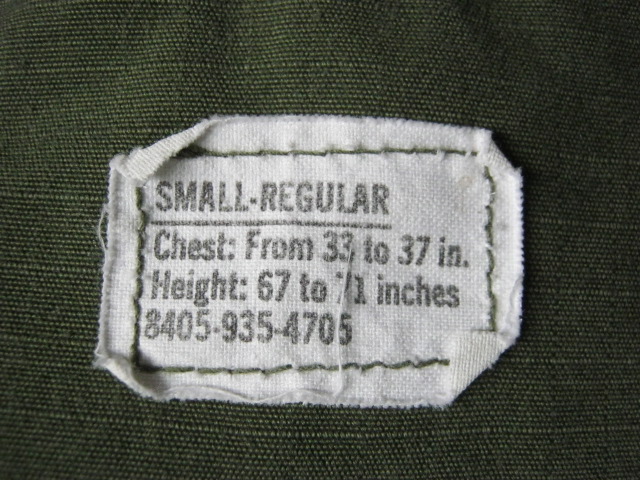 SMALL-REGULAR
Chest: From 33 to 37 in.
Height: 67 to 71 inches
8405-935-4705